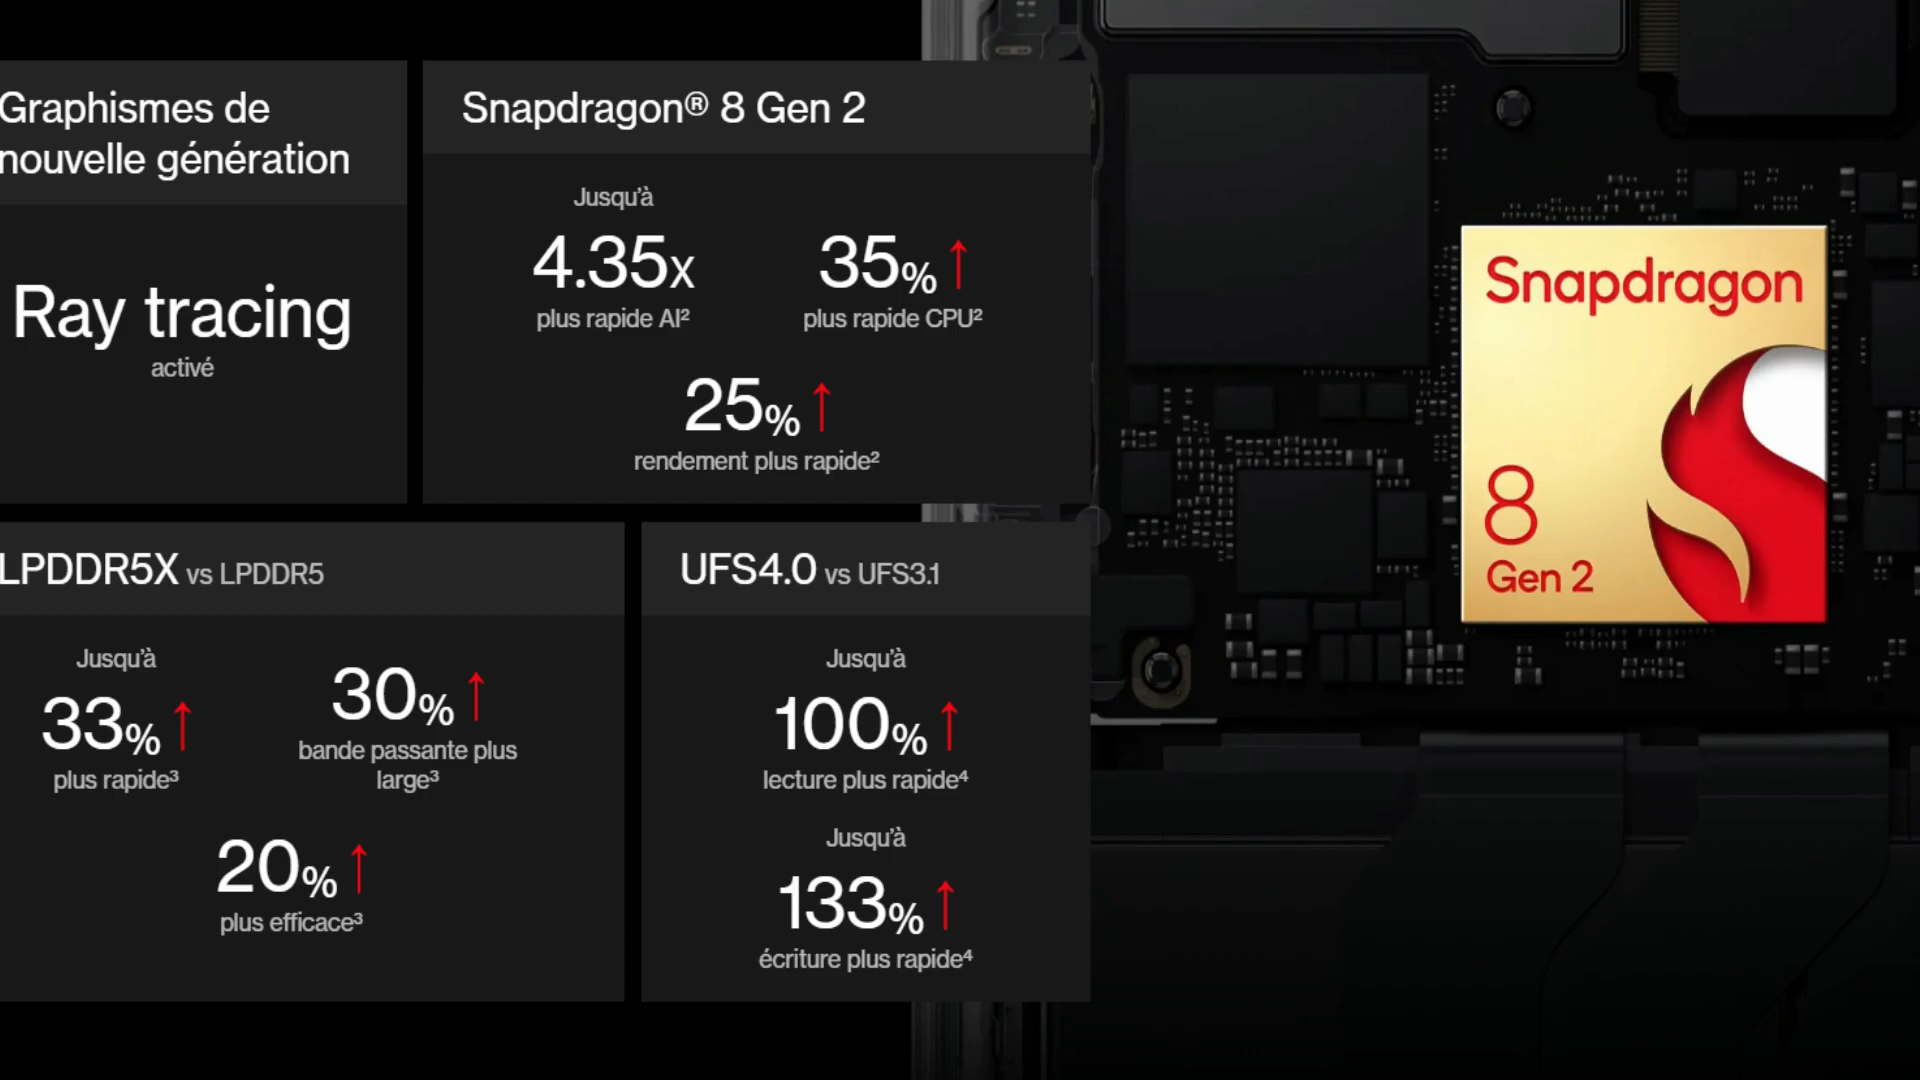 Graphismes de
nouvelle génération
Ray tracing
activé
Snapdragon® 8 Gen 2
Jusqu'à
4.35x
plus rapide AI²
35% ↑
plus rapide CPU²
25% ↑
rendement plus rapide²
LPDDR5X vs LPDDR5
Jusqu'à
33% ↑
plus rapide³
30% ↑
bande passante plus
large³
20% ↑
plus efficace³
UFS4.0 vs UFS3.1
Jusqu'à
100% ↑
lecture plus rapide⁴
Jusqu'à
133% ↑
écriture plus rapide⁴
Snapdragon
8
Gen 2